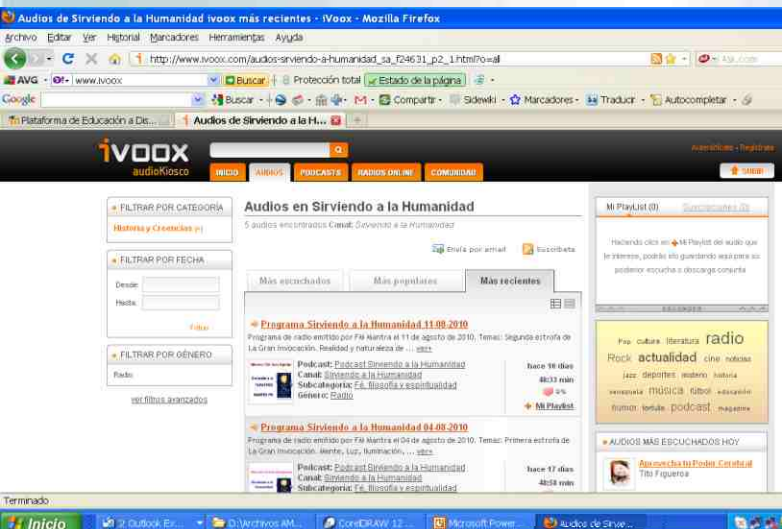 Audios de Sirviendo a la Humanidad ivoox más recientes - iVoox - Mozilla Firefox
Archivo Editar Ver Historial Marcadores Herramientas Ayuda
http://www.ivoox.com/audios-srviendo-a-humanidad_sa_f24631_p2_1.html?o=all
AVG www.ivoox Buscar Protección total Estado de la página
Google Buscar Compartir Sidewiki Marcadores Traducir Autocompletar
Plataforma de Educación a Dis... Audios de Sirviendo a la H...
ivoox
audioKiosco
INICIO AUDIOS PODCASTS RADIOS ONLINE COMUNIDAD SUBIR
FILTRAR POR CATEGORÍA
Historia y Creencias
FILTRAR POR FECHA
Desde:
Hasta:
Filtrar
FILTRAR POR GÉNERO
Radio
ver filtros avanzados
Audios en Sirviendo a la Humanidad
5 audios encontrados Canal: Sirviendo a la Humanidad
Envía por email Suscríbete
Más escuchados Más populares Más recientes
Programa Sirviendo a la Humanidad 11-08-2010
Programa de radio emitido por FM Mantra el 11 de agosto de 2010. Temas: Segunda estrofa de
La Gran Invocación. Realidad y naturaleza de ...
Podcast: Podcast Sirviendo a la Humanidad
Canal: Sirviendo a la Humanidad
Subcategoría: Fé, filosofía y espiritualidad
Género: Radio
hace 10 días
48:33 min
Mi Playlist
Programa Sirviendo a la Humanidad 04-08-2010
Programa de radio emitido por FM Mantra el 04 de agosto de 2010. Temas: Primera estrofa de
La Gran Invocación. Mente, Luz, Iluminación, ...
Podcast: Podcast Sirviendo a la Humanidad
Canal: Sirviendo a la Humanidad
Subcategoría: Fé, filosofía y espiritualidad
hace 17 días
48:58 min
Mi PlayList (0) Suscripciones (0)
Haciendo click en Mi Playlist del audio que
te interese, podrás irlo guardando aquí para su
posterior escucha o descarga conjunta
Pop cultura literatura radio
Rock actualidad cine noticias
jazz deportes misterio historia
venezuela música fútbol educación
humor tertulia podcast magazine
AUDIOS MÁS ESCUCHADOS HOY
Aprovecha tu Poder Cerebral
Tito Figueroa
Terminado
Inicio 2 Outlook Ex... D:\Archivos AM... CorelDRAW 12 ... Microsoft Power... Audios de Sirvie...